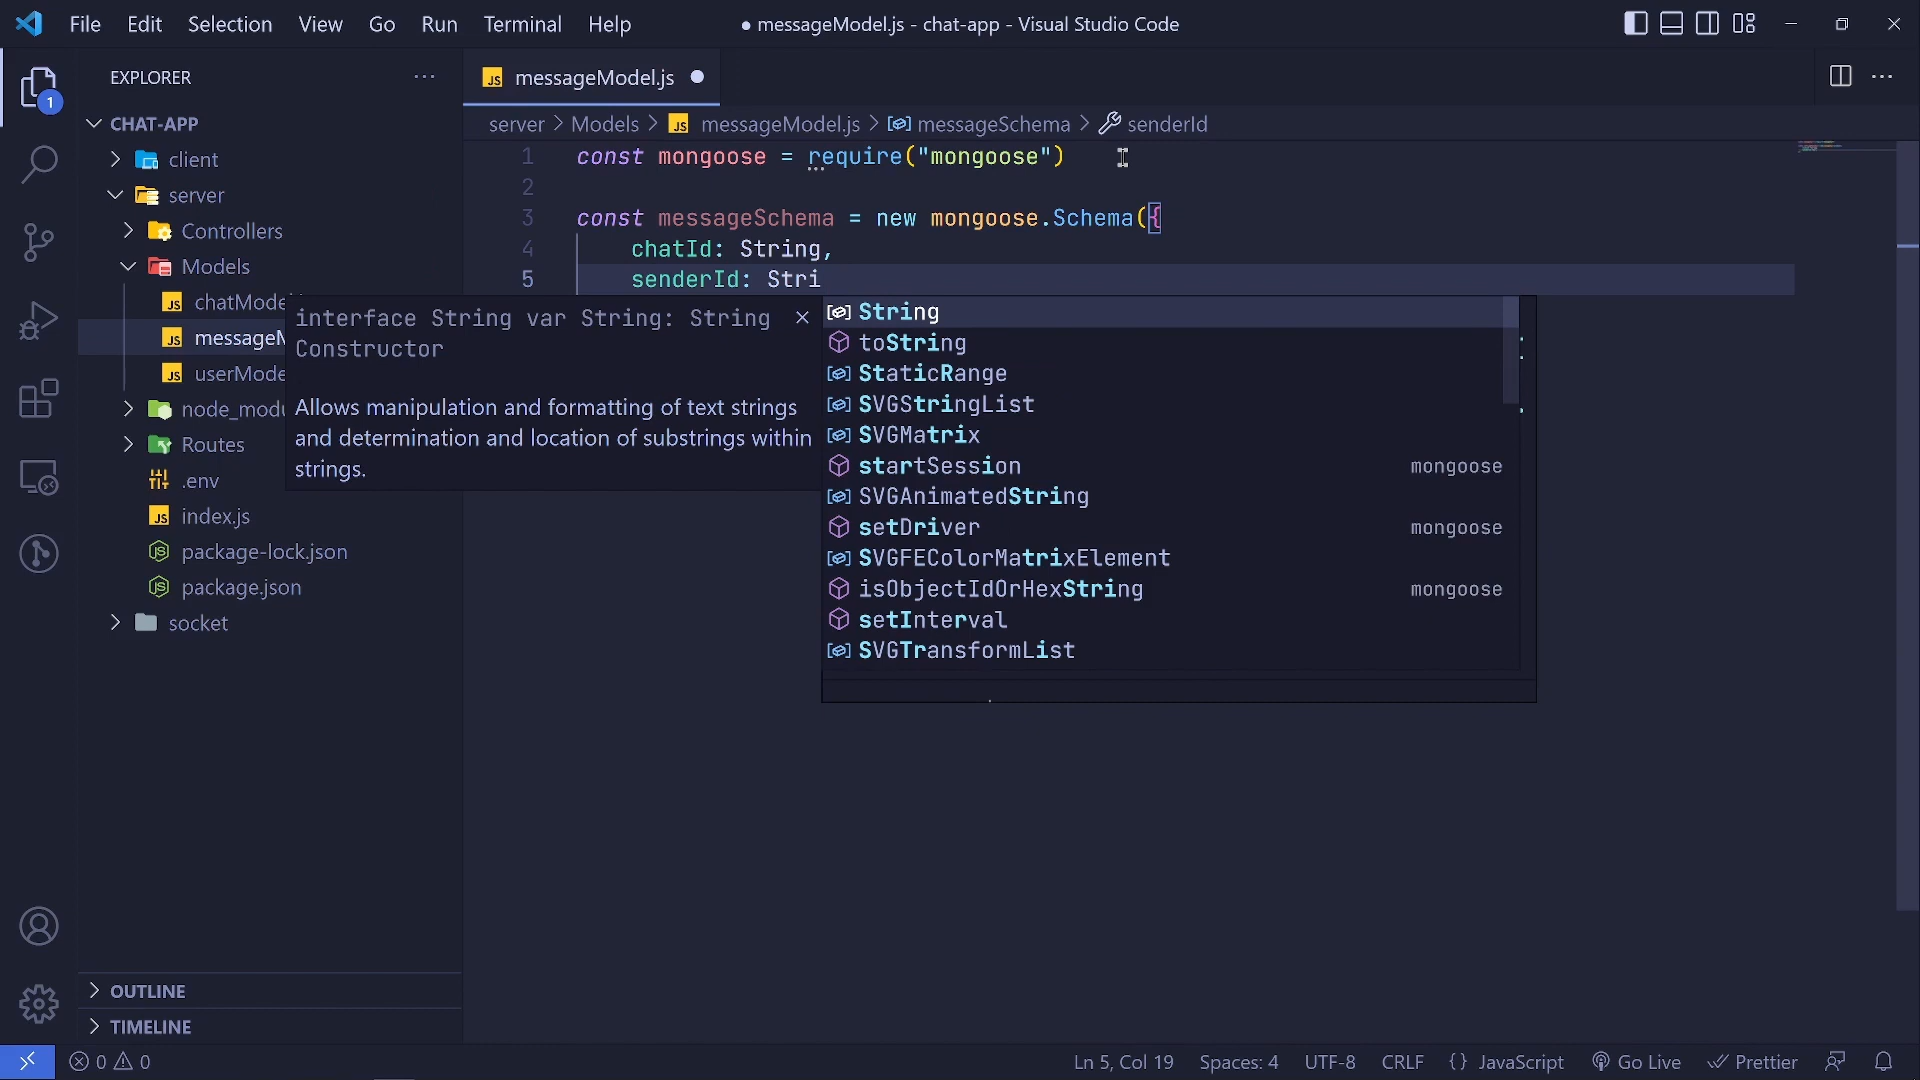 File Edit Selection View Go Run Terminal Help
● messageModel.js - chat-app - Visual Studio Code
EXPLORER
1
CHAT-APP
client
server
Controllers
Models
chatMode
messageM
userMode
node_modu
Routes
.env
index.js
package-lock.json
package.json
socket
OUTLINE
TIMELINE
JS messageModel.js
server > Models > JS messageModel.js > messageSchema > senderId
1 const mongoose = require("mongoose")
2
3 const messageSchema = new mongoose.Schema({
4 chatId: String,
5 senderId: Stri
interface String var String: String
Constructor
Allows manipulation and formatting of text strings
and determination and location of substrings within
strings.
String
toString
StaticRange
SVGStringList
SVGMatrix
startSession mongoose
SVGAnimatedString
setDriver mongoose
SVGFEColorMatrixElement
isObjectIdOrHexString mongoose
setInterval
SVGTransformList
0 0
Ln 5, Col 19 Spaces: 4 UTF-8 CRLF {} JavaScript Go Live Prettier